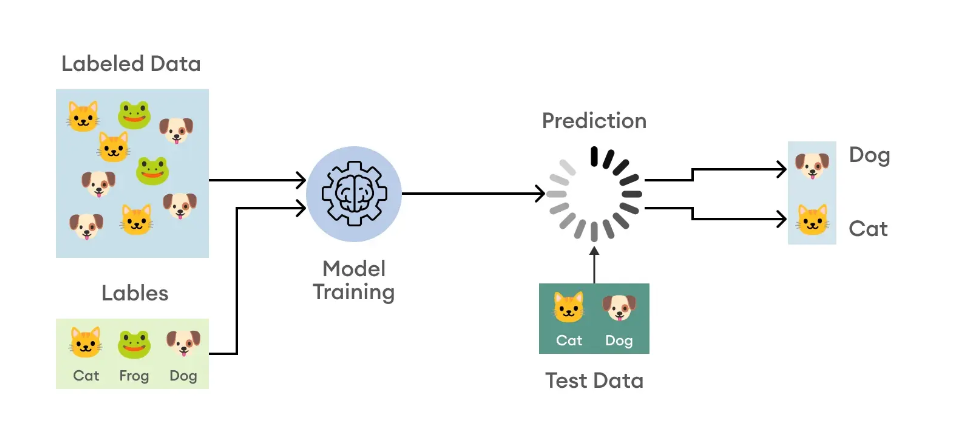 Labeled Data
Prediction
Dog
Cat
Model
Training
Lables
Cat Frog Dog
Cat Dog
Test Data